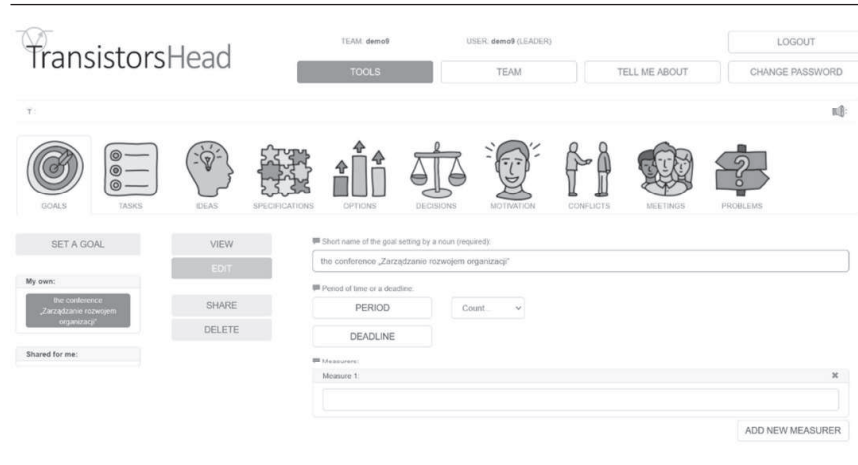 TransistorsHead
TEAM: demo9
USER: demo9 (LEADER)
LOGOUT
TOOLS
TEAM
TELL ME ABOUT
CHANGE PASSWORD
GOALS
TASKS
IDEAS
SPECIFICATIONS
OPTIONS
DECISIONS
MOTIVATION
CONFLICTS
MEETINGS
PROBLEMS
SET A GOAL
My own:
the conference
„Zarządzanie rozwojem
organizacji"
Shared for me:
VIEW
EDIT
SHARE
DELETE
Short name of the goal setting by a noun (required):
the conference „Zarządzanie rozwojem organizacji"
Period of time or a deadline:
PERIOD
Count...
DEADLINE
Measurers:
Measure 1:
ADD NEW MEASURER